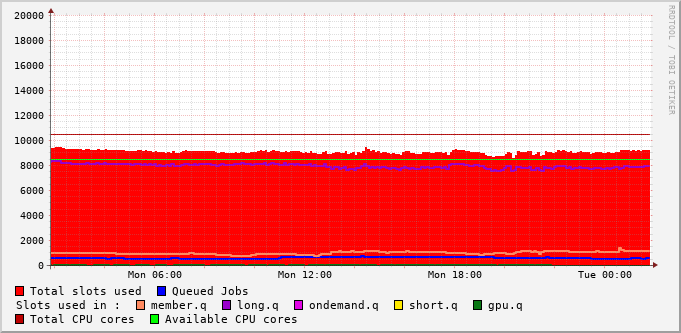 RRDTOOL / TOBI OETIKER
20000
18000
16000
14000
12000
10000
8000
6000
4000
2000
0
Mon 06:00 Mon 12:00 Mon 18:00 Tue 00:00
Total slots used Queued Jobs
Slots used in : member.q long.q ondemand.q short.q gpu.q
Total CPU cores Available CPU cores